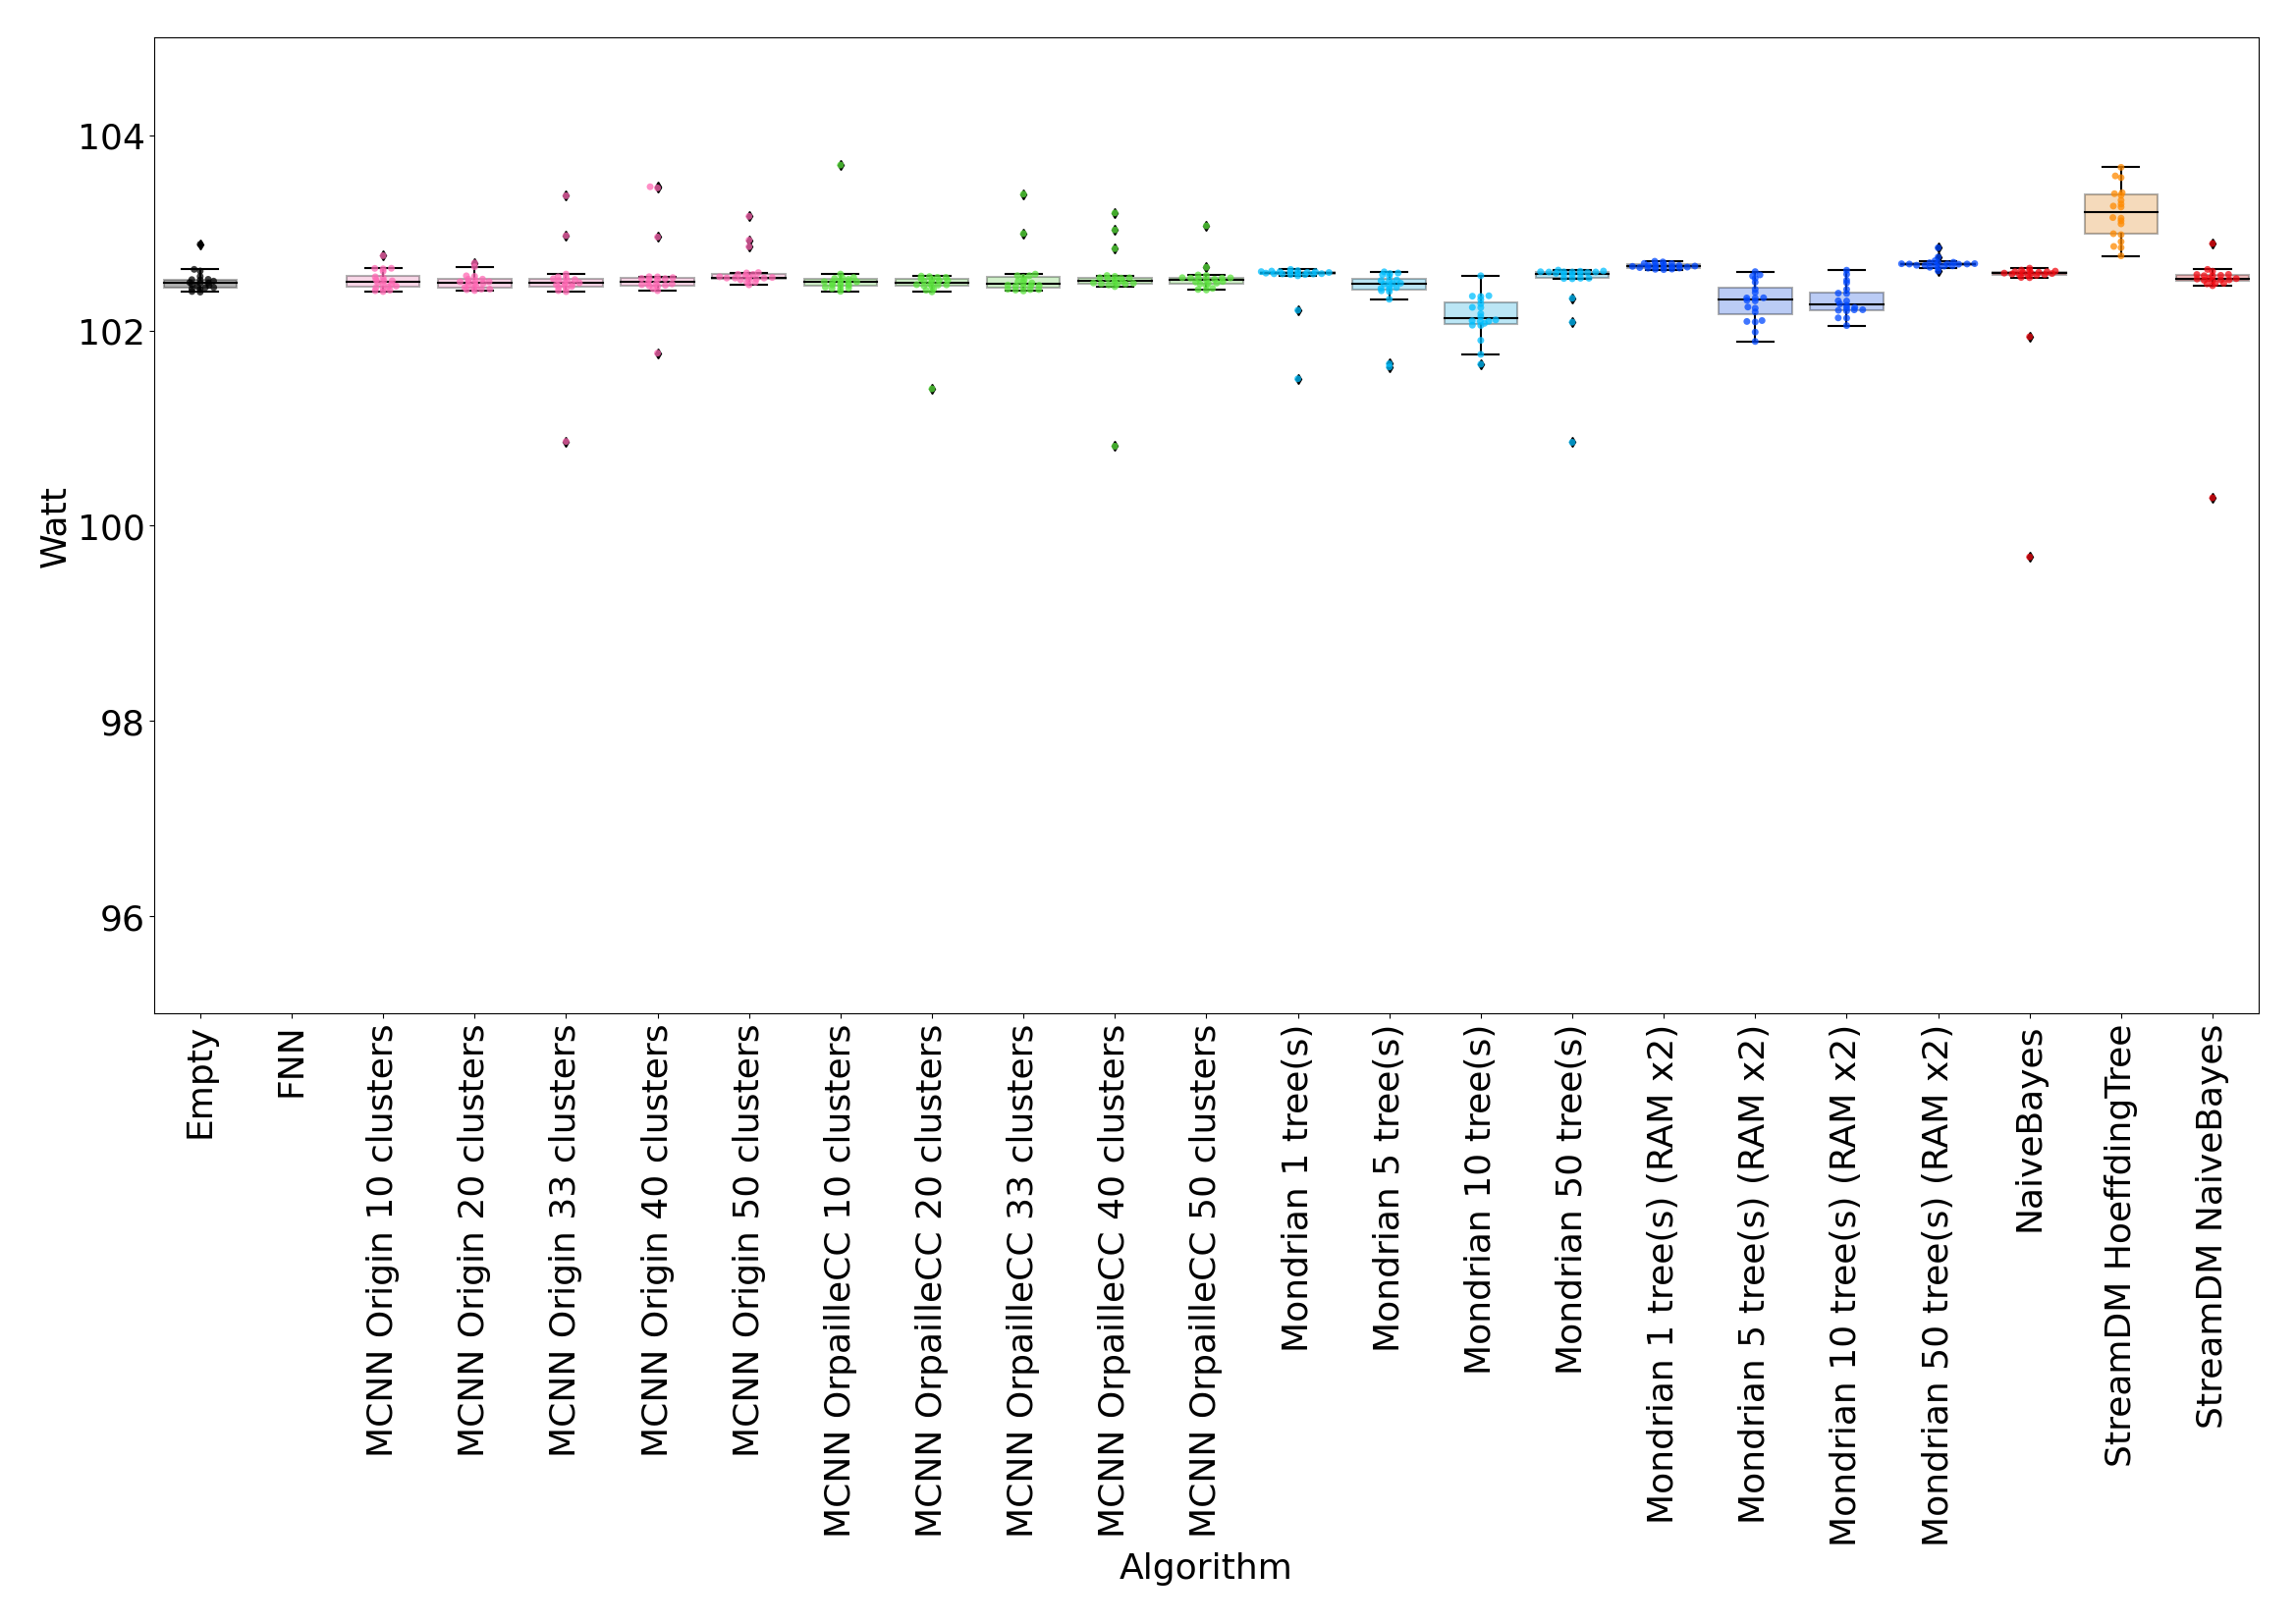 104
102
100
98
96
Watt
Empty
FNN
MCNN Origin 10 clusters
MCNN Origin 20 clusters
MCNN Origin 33 clusters
MCNN Origin 40 clusters
MCNN Origin 50 clusters
MCNN OrpailleCC 10 clusters
MCNN OrpailleCC 20 clusters
MCNN OrpailleCC 33 clusters
MCNN OrpailleCC 40 clusters
MCNN OrpailleCC 50 clusters
Mondrian 1 tree(s)
Mondrian 5 tree(s)
Mondrian 10 tree(s)
Mondrian 50 tree(s)
Mondrian 1 tree(s) (RAM x2)
Mondrian 5 tree(s) (RAM x2)
Mondrian 10 tree(s) (RAM x2)
Mondrian 50 tree(s) (RAM x2)
NaiveBayes
StreamDM HoeffdingTree
StreamDM NaiveBayes
Algorithm